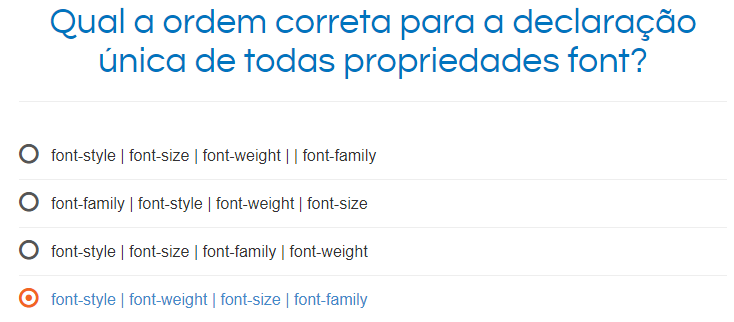 Qual a ordem correta para a declaração
única de todas propriedades font?
font-style | font-size | font-weight | | font-family
font-family | font-style | font-weight | font-size
font-style | font-size | font-family | font-weight
font-style | font-weight | font-size | font-family